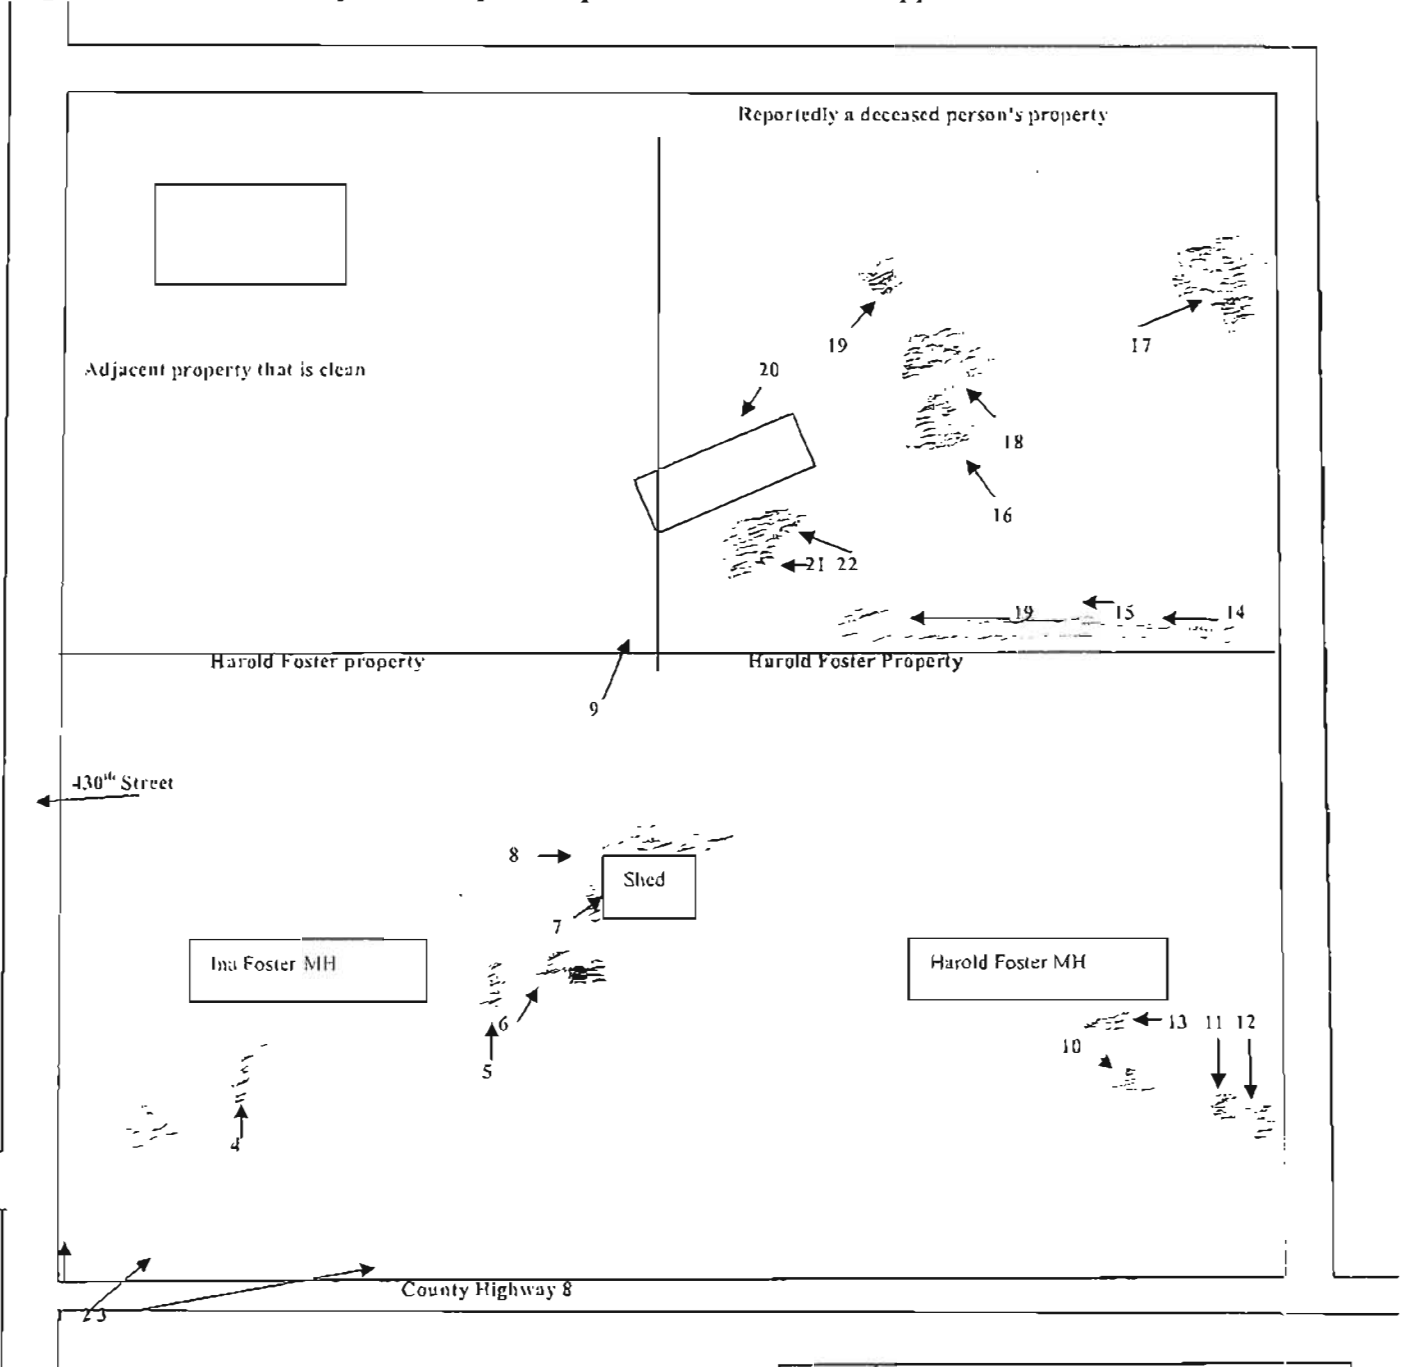 Reportedly a deceased person's property
19
17
Adjacent property that is clean
20
18
16
21 22
19 15 14
Harold Foster property
Harold Foster Property
9
430th Street
8
Shed
7
Ina Foster MH
Harold Foster MH
6
13 11 12
10
5
4
County Highway 8
2 3